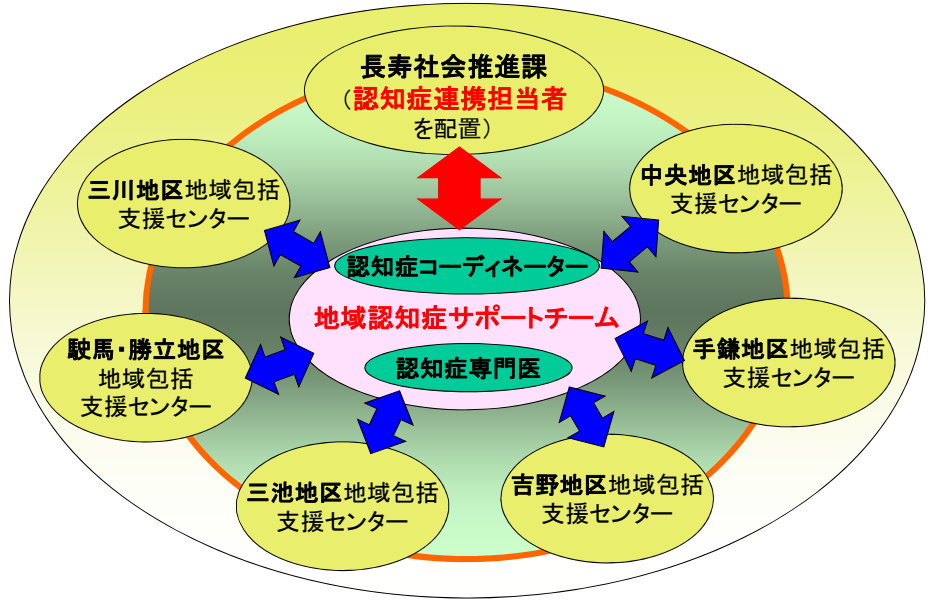 長寿社会推進課
（認知症連携担当者
を配置）
三川地区地域包括
支援センター
中央地区地域包括
支援センター
認知症コーディネーター
地域認知症サポートチーム
認知症専門医
駛馬・勝立地区
地域包括
支援センター
手鎌地区地域包括
支援センター
三池地区地域包括
支援センター
吉野地区地域包括
支援センター